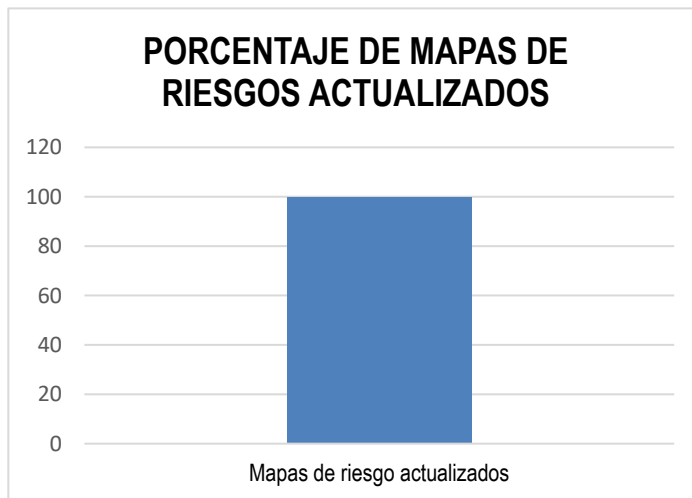 PORCENTAJE DE MAPAS DE
RIESGOS ACTUALIZADOS
120
100
80
60
40
20
0
Mapas de riesgo actualizados